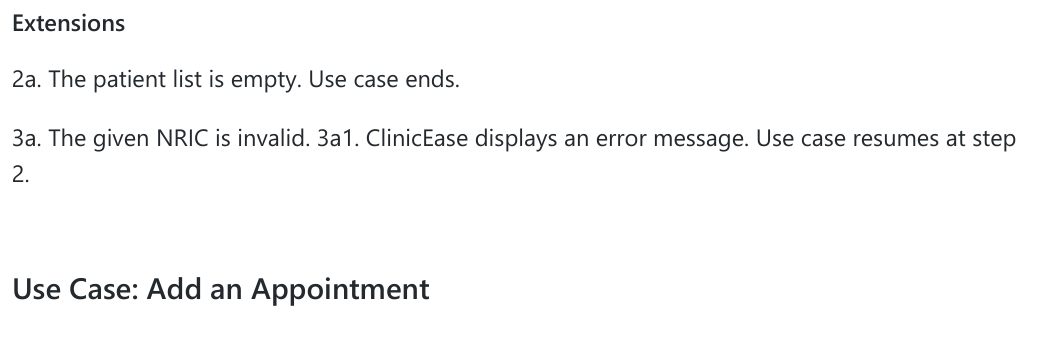 Extensions
2a. The patient list is empty. Use case ends.
3a. The given NRIC is invalid. 3a1. ClinicEase displays an error message. Use case resumes at step
2.
Use Case: Add an Appointment